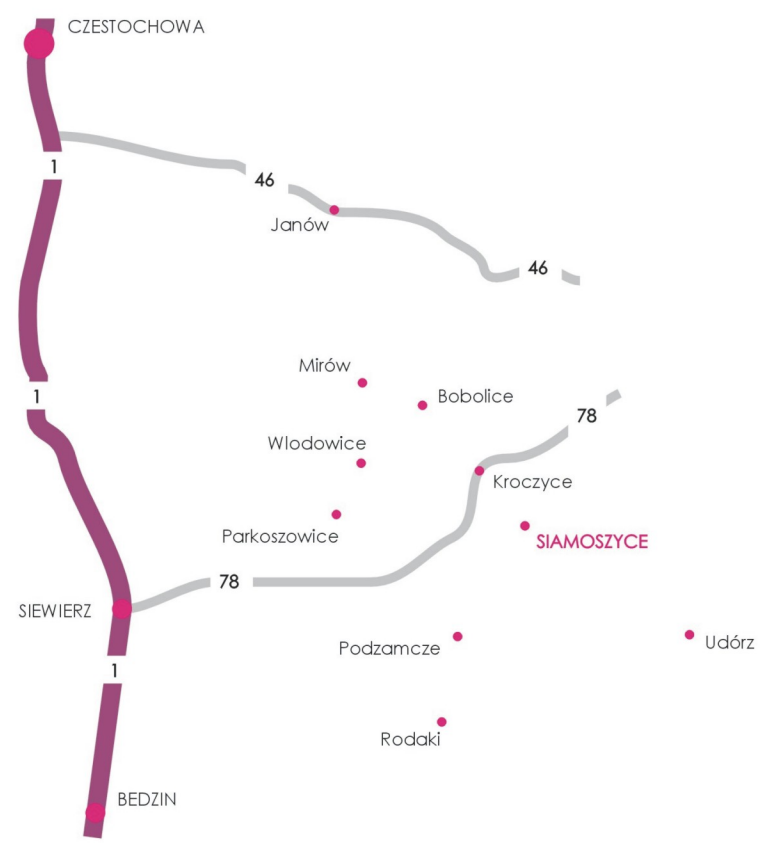 CZESTOCHOWA
1
46
Janów
46
Mirów
1
Bobolice
78
Wlodowice
Kroczyce
Parkoszowice
SIAMOSZYCE
78
SIEWIERZ
Podzamcze
Udórz
1
Rodaki
BEDZIN